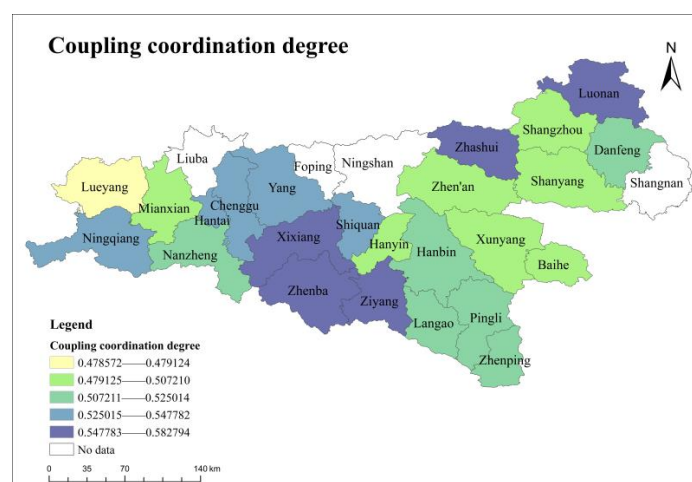 Coupling coordination degree
N
Luonan
Shangzhou
Zhashui
Danfeng
Liuba
Foping
Ningshan
Shangnan
Lueyang
Yang
Zhen'an
Shanyang
Mianxian
Chenggu
Hantai
Shiquan
Ningqiang
Xixiang
Hanyin
Hanbin
Xunyang
Nanzheng
Baihe
Zhenba
Ziyang
Langao
Pingli
Zhenping
Legend
Coupling coordination degree
0.478572——0.479124
0.479125——0.507210
0.507211——0.525014
0.525015——0.547782
0.547783——0.582794
No data
0 35 70 140 km